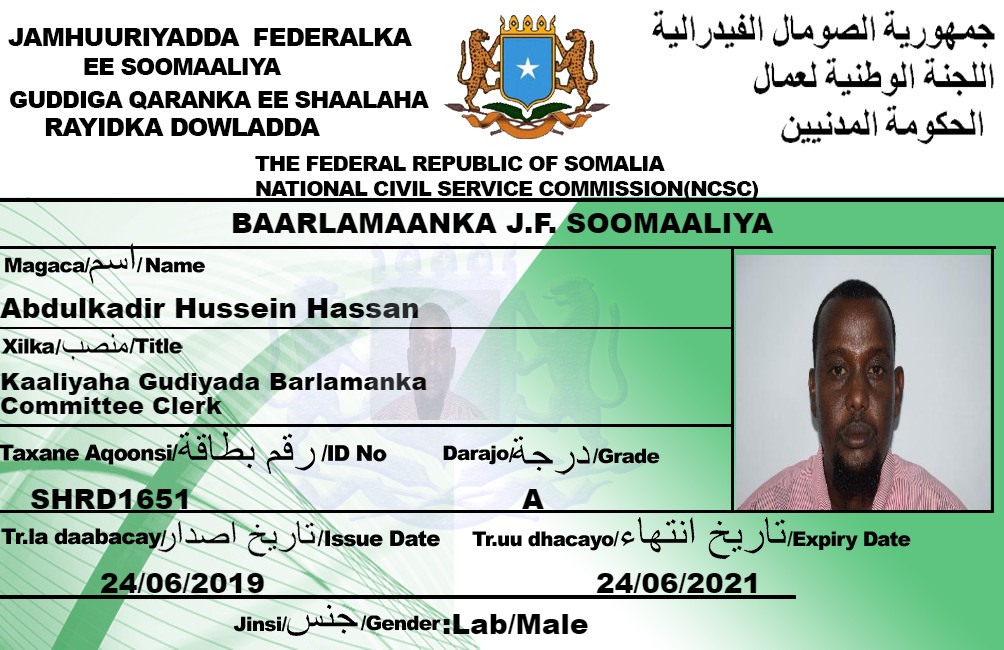 JAMHUURIYADDA FEDERALKA
EE SOOMAALIYA
GUDDIGA QARANKA EE SHAALAHA
RAYIDKA DOWLADDA
جمهورية الصومال الفيدرالية
اللجنة الوطنية لعمال
الحكومة المدنيين
THE FEDERAL REPUBLIC OF SOMALIA
NATIONAL CIVIL SERVICE COMMISSION(NCSC)
BAARLAMAANKA J.F. SOOMAALIYA
Magaca/اسم/Name
Abdulkadir Hussein Hassan
Xilka/منصب/Title
Kaaliyaha Gudiyada Barlamanka
Committee Clerk
Taxane Aqoonsi/رقم بطاقة/ID No
Darajo/درجة/Grade
SHRD1651
A
Tr.la daabacay/تاريخ اصدار/Issue Date
Tr.uu dhacayo/تاريخ انتهاء/Expiry Date
24/06/2019
24/06/2021
Jinsi/جنس/Gender:Lab/Male